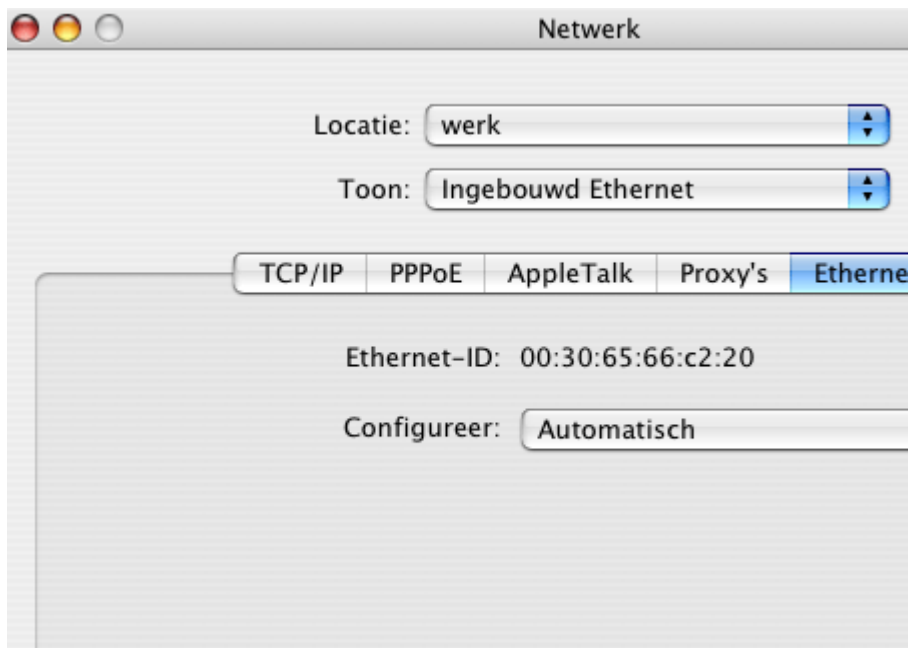 Netwerk
Locatie: werk
Toon: Ingebouwd Ethernet
TCP/IP PPPoE AppleTalk Proxy's Etherne
Ethernet-ID: 00:30:65:66:c2:20
Configureer: Automatisch